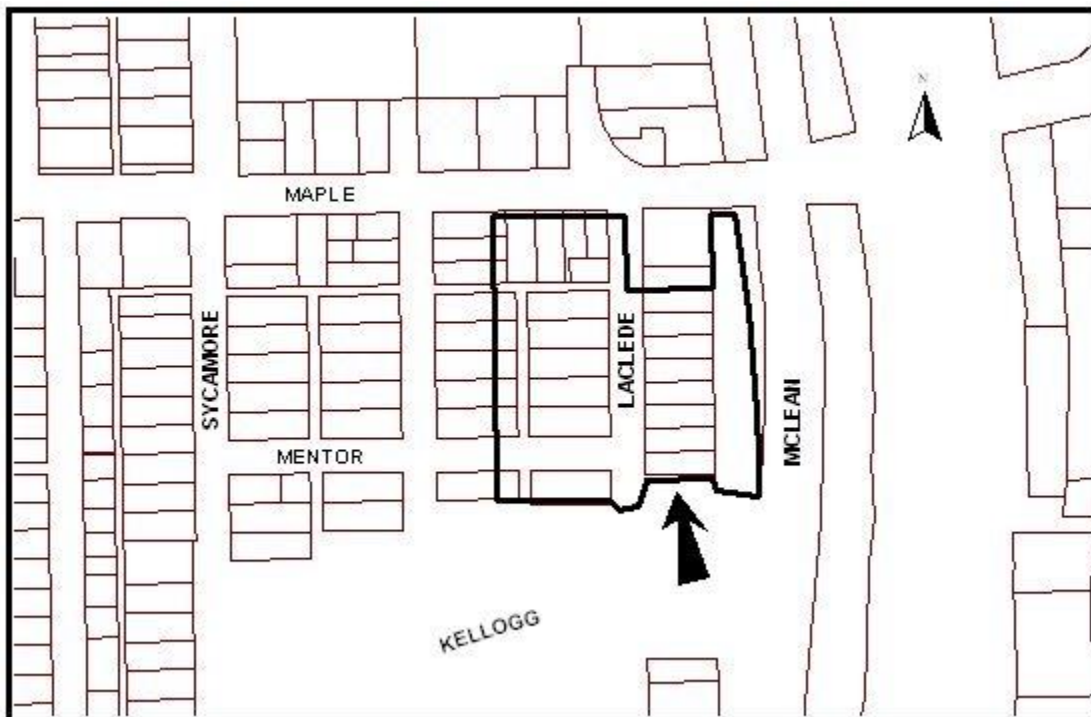 N
MAPLE
SYCAMORE
LACLEDE
MCLEAN
MENTOR
KELLOGG